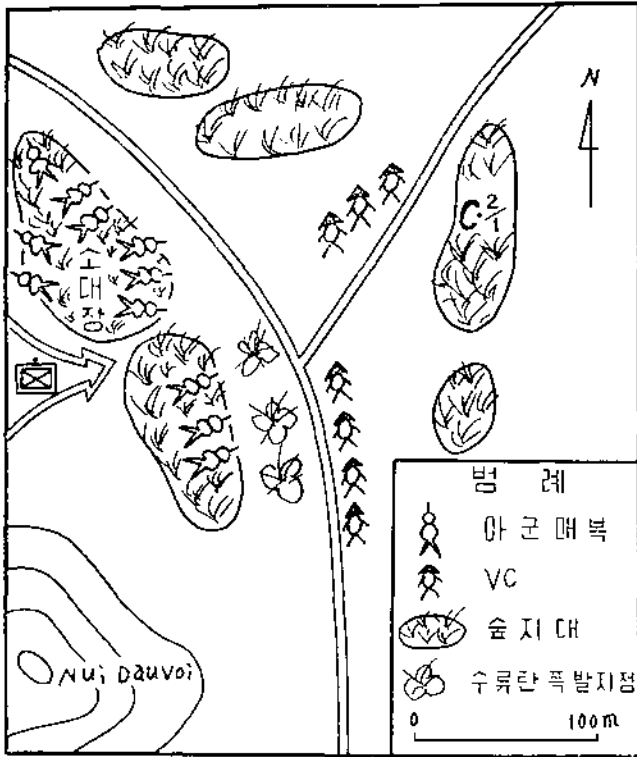 N
C·2/1
소대장
Nui Dauvoi
범 례
아군매복
VC
숲지대
수류탄폭발지점
0 100m